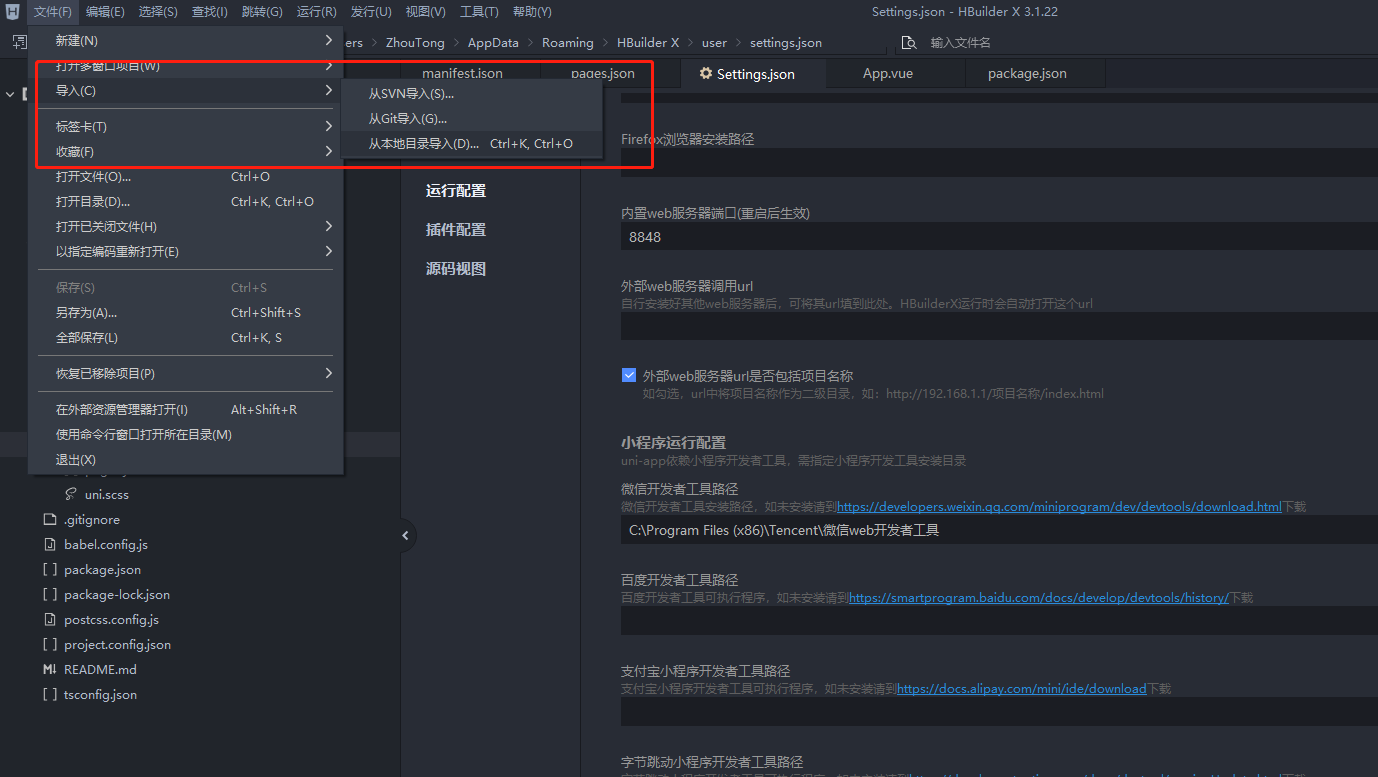 文件(F) 编辑(E) 选择(S) 查找(I) 跳转(G) 运行(R) 发行(U) 视图(V) 工具(T) 帮助(Y) Settings.json - HBuilder X 3.1.22
ers > ZhouTong > AppData > Roaming > HBuilder X > user > settings.json 输入文件名
manifest.json pages.json Settings.json App.vue package.json
新建(N)
打开多窗口项目(W)
导入(C)
标签卡(T)
收藏(F)
打开文件(O)... Ctrl+O
打开目录(D)... Ctrl+K, Ctrl+O
打开已关闭文件(H)
以指定编码重新打开(E)
保存(S) Ctrl+S
另存为(A)... Ctrl+Shift+S
全部保存(L) Ctrl+K, S
恢复已移除项目(P)
在外部资源管理器打开(I) Alt+Shift+R
使用命令行窗口打开所在目录(M)
退出(X)
从SVN导入(S)...
从Git导入(G)...
从本地目录导入(D)... Ctrl+K, Ctrl+O
uni.scss
.gitignore
babel.config.js
package.json
package-lock.json
postcss.config.js
project.config.json
README.md
tsconfig.json
运行配置
插件配置
源码视图
Firefox浏览器安装路径
内置web服务器端口(重启后生效)
8848
外部web服务器调用url
自行安装好其他web服务器后，可将其url填到此处。HBuilderX运行时会自动打开这个url
外部web服务器url是否包括项目名称
如勾选，url中将项目名称作为二级目录，如：http://192.168.1.1/项目名称/index.html
小程序运行配置
uni-app依赖小程序开发者工具，需指定小程序开发工具安装目录
微信开发者工具路径
微信开发者工具安装路径，如未安装请到https://developers.weixin.qq.com/miniprogram/dev/devtools/download.html下载
C:\Program Files (x86)\Tencent\微信web开发者工具
百度开发者工具路径
百度开发者工具可执行程序，如未安装请到https://smartprogram.baidu.com/docs/develop/devtools/history/下载
支付宝小程序开发者工具路径
支付宝小程序开发者工具可执行程序，如未安装请到https://docs.alipay.com/mini/ide/download下载
字节跳动小程序开发者工具路径